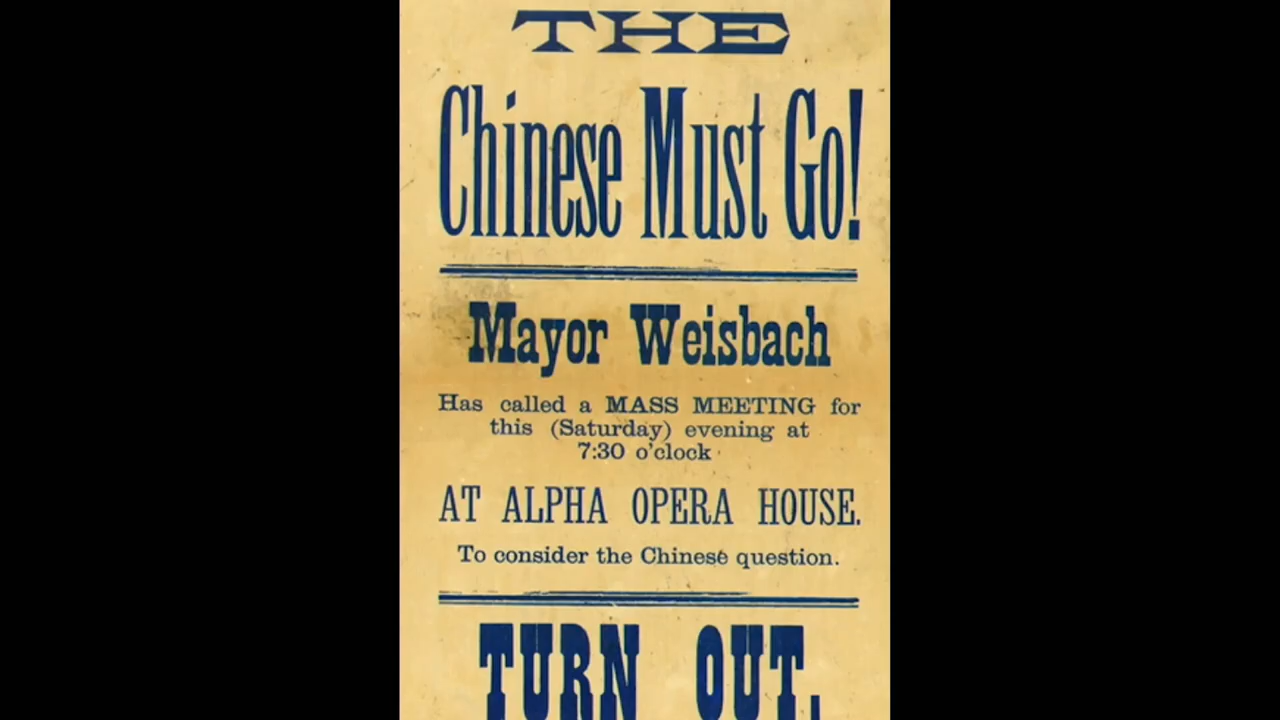 THE
Chinese Must Go!
Mayor Weisbach
Has called a MASS MEETING for
this (Saturday) evening at
7:30 o'clock
AT ALPHA OPERA HOUSE.
To consider the Chinese question.
TURN OUT.